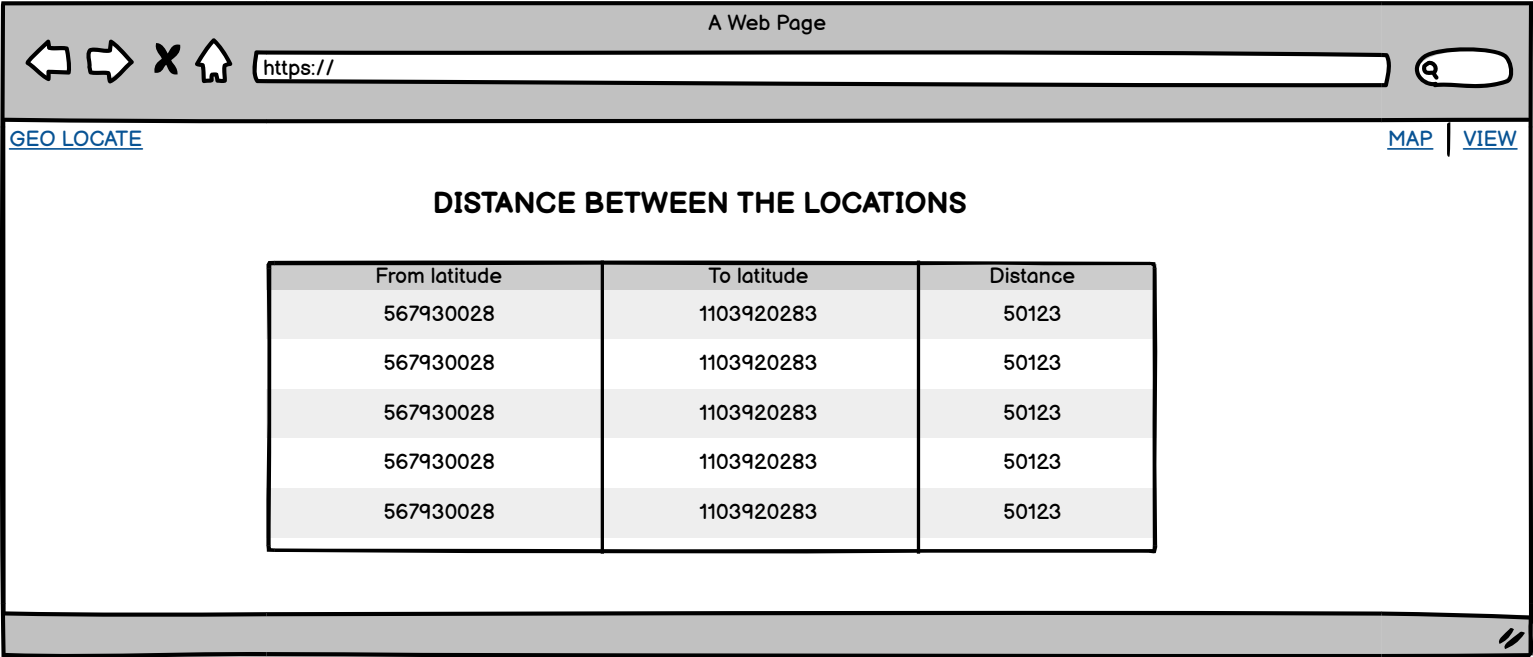 A Web Page
https://
GEO LOCATE MAP VIEW
DISTANCE BETWEEN THE LOCATIONS
From latitude To latitude Distance
567930028 1103920283 50123
567930028 1103920283 50123
567930028 1103920283 50123
567930028 1103920283 50123
567930028 1103920283 50123